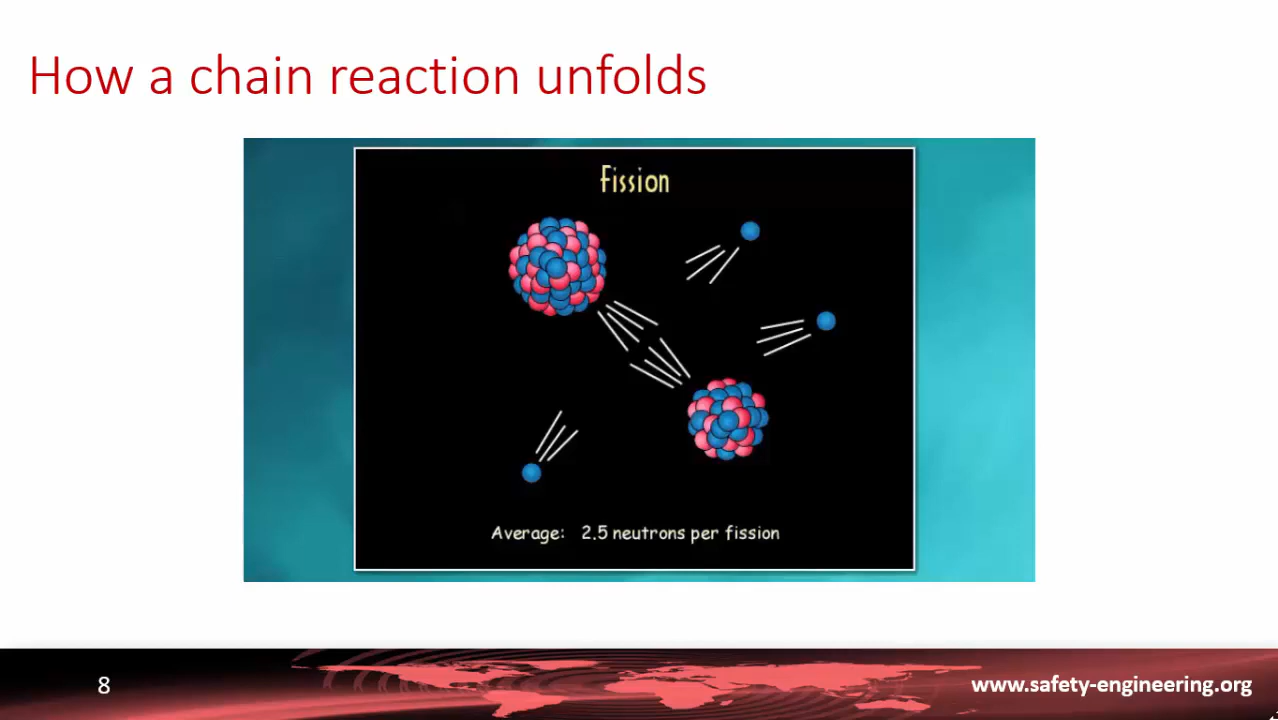 How a chain reaction unfolds
Fission
Average: 2.5 neutrons per fission
8
www.safety-engineering.org